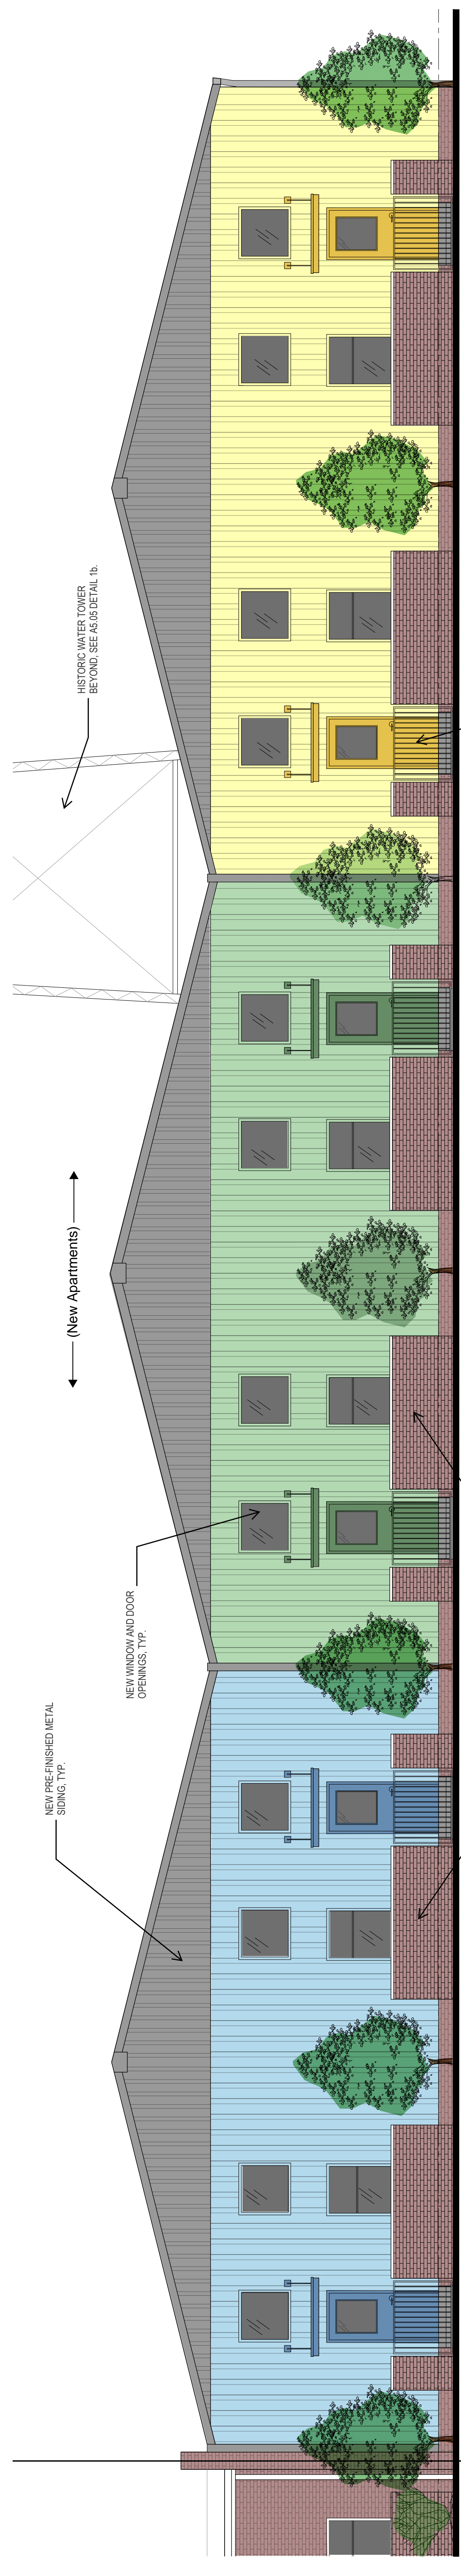 NEW PRE-FINISHED METAL
SIDING, TYP.
NEW WINDOW AND DOOR
OPENINGS, TYP.
(New Apartments)
HISTORIC WATER TOWER
BEYOND, SEE A5.05 DETAIL 1b.